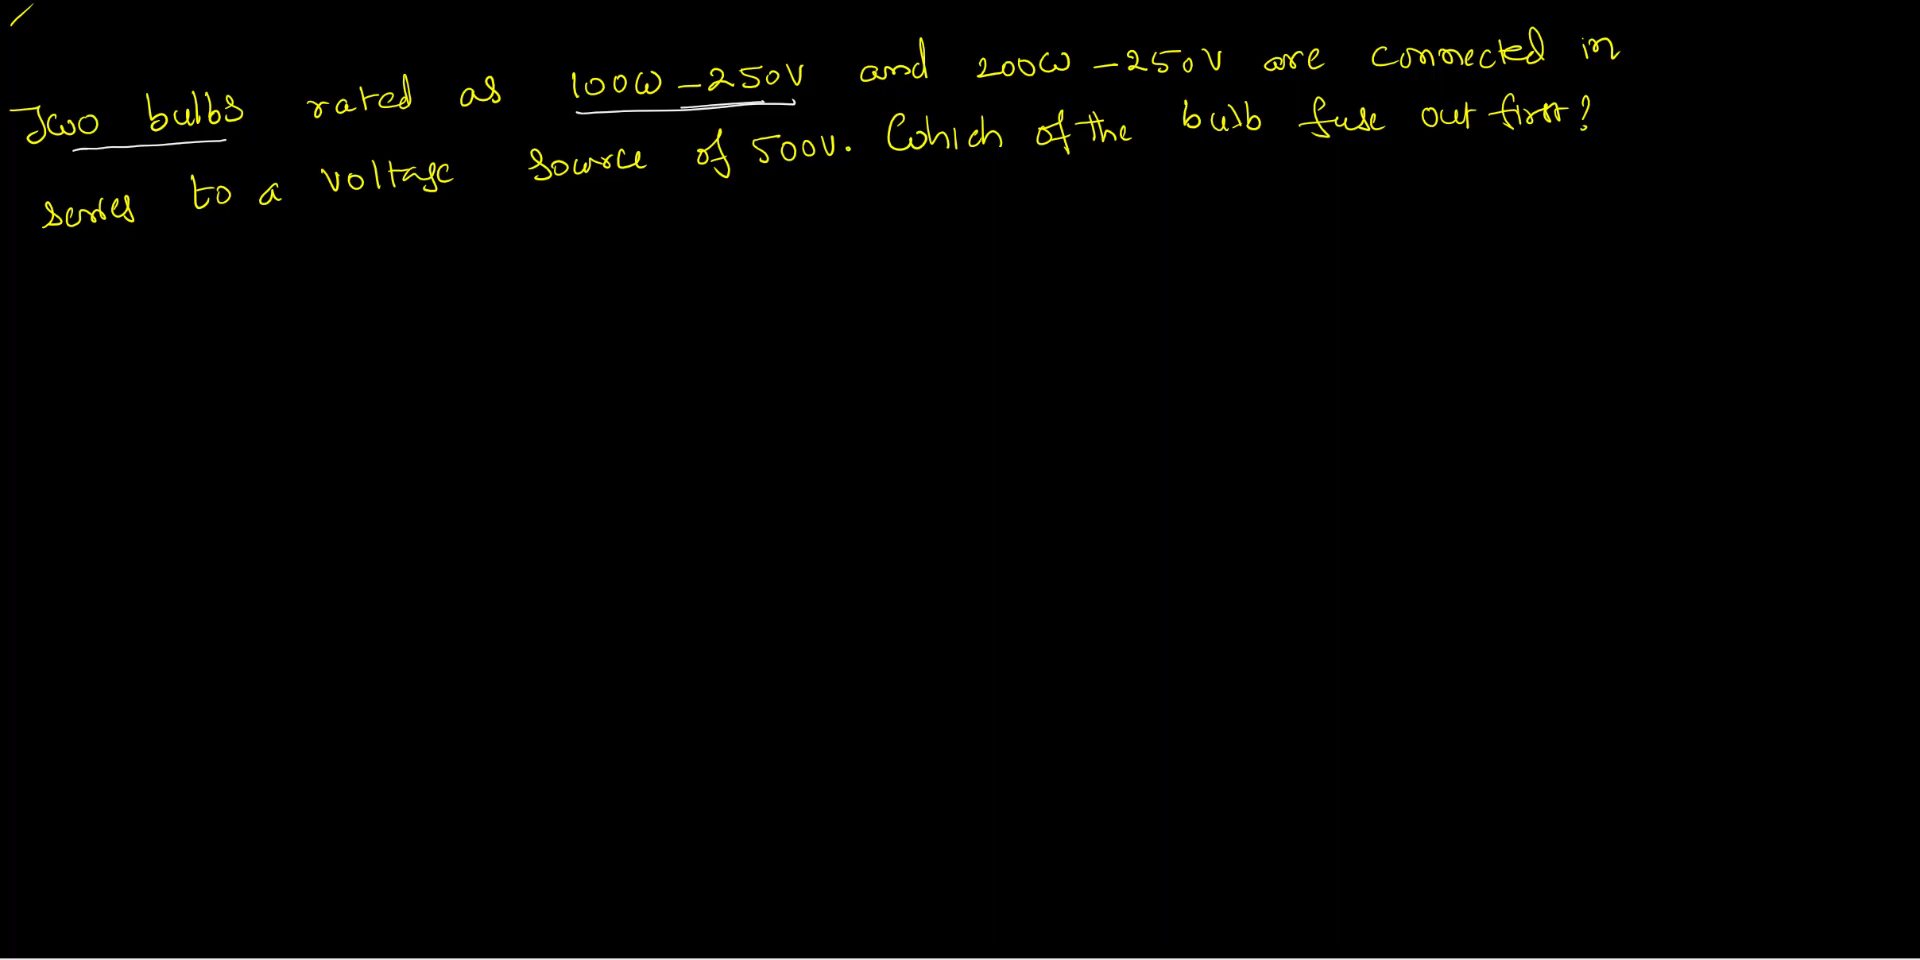 Two bulbs rated as 100W - 250V and 200W - 250V are connected in
series to a voltage source of 500V. Which of the bulb fuse out first?